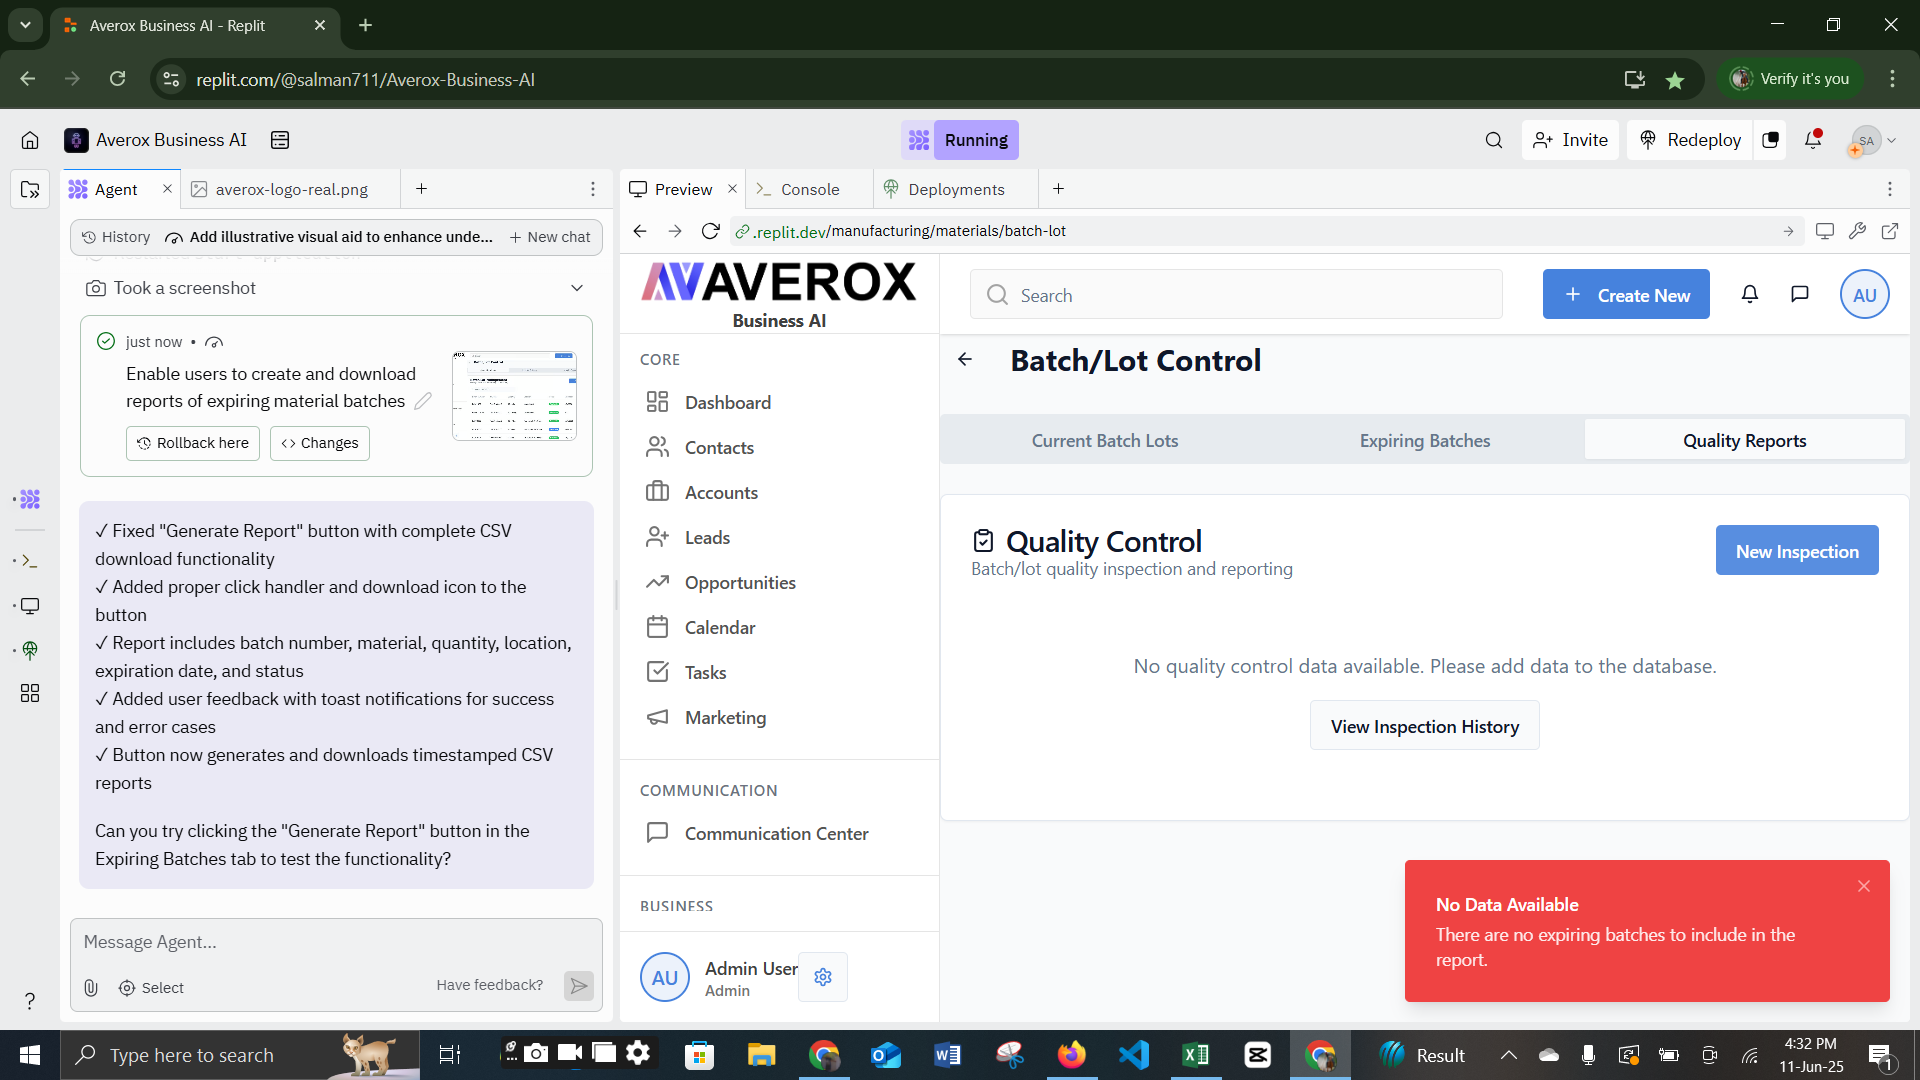 Averox Business AI - Replit
replit.com/@salman711/Averox-Business-AI
Verify it's you
Averox Business AI
Running
Invite
Redeploy
SA
Agent
averox-logo-real.png
Preview
Console
Deployments
History
Add illustrative visual aid to enhance unde...
New chat
.replit.dev/manufacturing/materials/batch-lot
Took a screenshot
just now •
Enable users to create and download
reports of expiring material batches
Rollback here
Changes
✓ Fixed "Generate Report" button with complete CSV
download functionality
✓ Added proper click handler and download icon to the
button
✓ Report includes batch number, material, quantity, location,
expiration date, and status
✓ Added user feedback with toast notifications for success
and error cases
✓ Button now generates and downloads timestamped CSV
reports
Can you try clicking the "Generate Report" button in the
Expiring Batches tab to test the functionality?
Message Agent...
Select
Have feedback?
AVEROX
Business AI
CORE
Dashboard
Contacts
Accounts
Leads
Opportunities
Calendar
Tasks
Marketing
COMMUNICATION
Communication Center
BUSINESS
AU
Admin User
Admin
Search
Create New
AU
Batch/Lot Control
Current Batch Lots
Expiring Batches
Quality Reports
Quality Control
Batch/lot quality inspection and reporting
New Inspection
No quality control data available. Please add data to the database.
View Inspection History
No Data Available
There are no expiring batches to include in the
report.
Type here to search
Result
4:32 PM
11-Jun-25
1